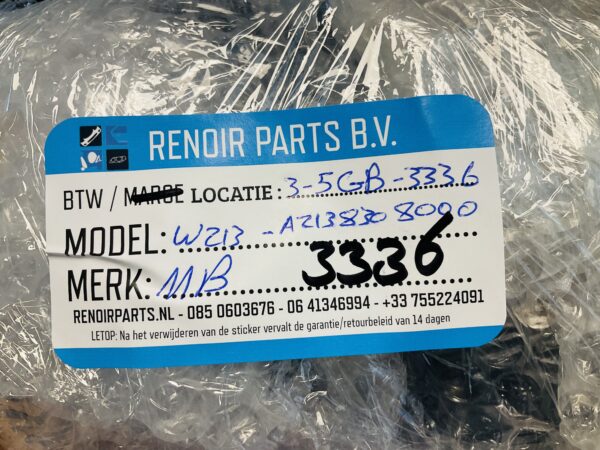 RENOIR PARTS B.V.
BTW / MARGE LOCATIE : 3-5GB-3336
MODEL: W213 - A2138308000
MERK: MB 3336
RENOIRPARTS.NL - 085 0603676 - 06 41346994 - +33 755224091
LETOP: Na het verwijderen van de sticker vervalt de garantie/retourbeleid van 14 dagen